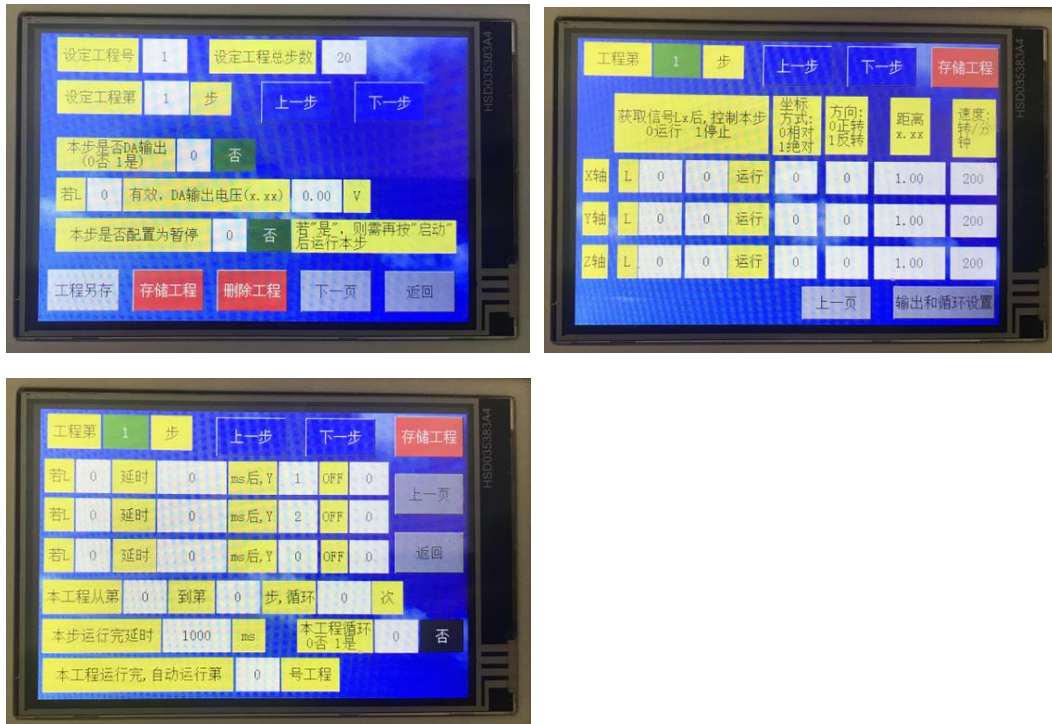 设定工程号 1 设定工程总步数 20
设定工程第 1 步 上一步 下一步
本步是否DA输出
(0否 1是) 0 否
若L 0 有效，DA输出电压(x.xx) 0.00 V
本步是否配置为暂停 0 否 若"是"，则需再按"启动"
后运行本步
工程另存 存储工程 删除工程 下一页 返回
HSD035383A4
工程第 1 步 上一步 下一步 存储工程
获取信号Lx后,控制本步
0运行 1停止
坐标
方式:
0相对
1绝对
方向:
0正转
1反转
距离
x.xx
速度:
转/分
钟
X轴 L 0 0 运行 0 0 1.00 200
Y轴 L 0 0 运行 0 0 1.00 200
Z轴 L 0 0 运行 0 0 1.00 200
上一页 输出和循环设置
HSD035383A4
工程第 1 步 上一步 下一步 存储工程
若L 0 延时 0 ms后,Y 1 OFF 0
上一页
若L 0 延时 0 ms后,Y 2 OFF 0
若L 0 延时 0 ms后,Y 0 OFF 0
返回
本工程从第 0 到第 0 步,循环 0 次
本步运行完延时 1000 ms 本工程循环
0否 1是 0 否
本工程运行完,自动运行第 0 号工程
HSD035383A4